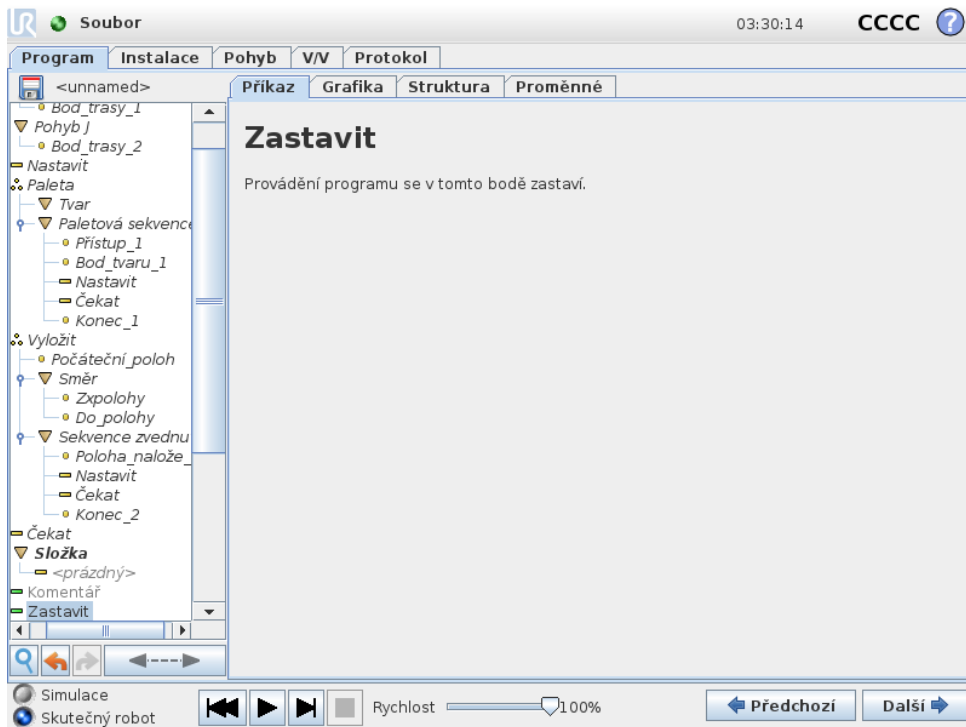 UR Soubor 03:30:14 CCCC ?
Program Instalace Pohyb V/V Protokol
<unnamed> Příkaz Grafika Struktura Proměnné
Bod_trasy_1
Pohyb J
Bod_trasy_2
Nastavit
Paleta
Tvar
Paletová sekvence
Přístup_1
Bod_tvaru_1
Nastavit
Čekat
Konec_1
Vyložit
Počáteční_poloh
Směr
Zxpolohy
Do_polohy
Sekvence zvednu
Poloha_nalože_
Nastavit
Čekat
Konec_2
Čekat
Složka
<prázdný>
Komentář
Zastavit
Zastavit
Provádění programu se v tomto bodě zastaví.
Simulace
Skutečný robot
Rychlost 100%
Předchozí Další